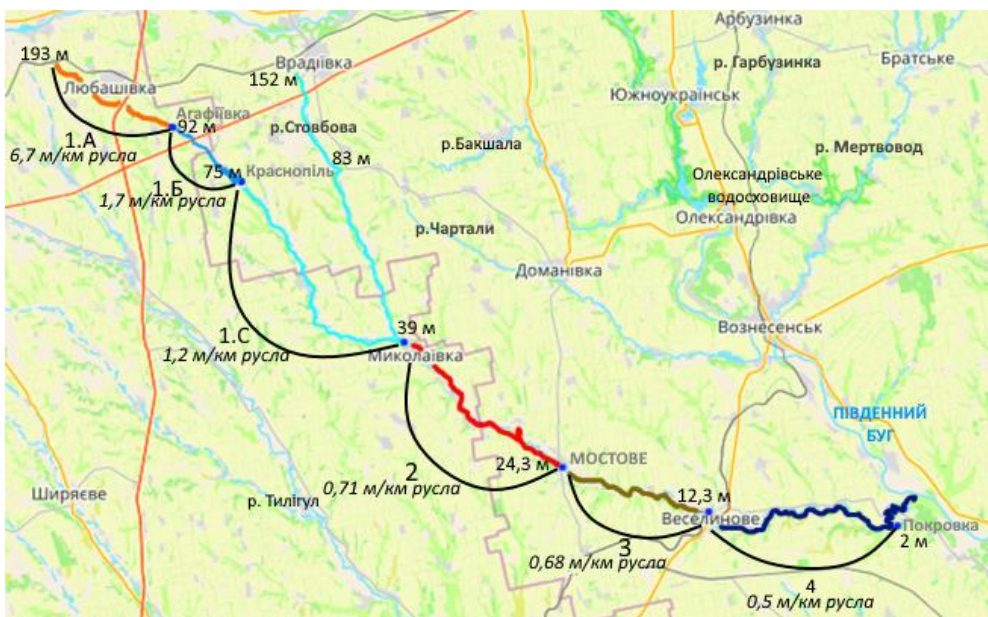 Арбузинка
193 м
Врадіївка
р. Гарбузинка
Братське
152 м
Любашівка
Южноукраїнськ
Агафіївка
92 м
р.Стовбова
1.А
р.Бакшала
р. Мертвовод
6,7 м/км русла
83 м
75 м
Краснопіль
Олександрівське
водосховище
1.Б
1,7 м/км русла
Олександрівка
р.Чартали
Доманівка
39 м
1.С
Вознесенськ
1,2 м/км русла
Миколаївка
ПІВДЕННИЙ
БУГ
МОСТОВЕ
24,3 м
2
0,71 м/км русла
Ширяєве
р. Тилігул
12,3 м
Веселинове
Покровка
2 м
3
0,68 м/км русла
4
0,5 м/км русла